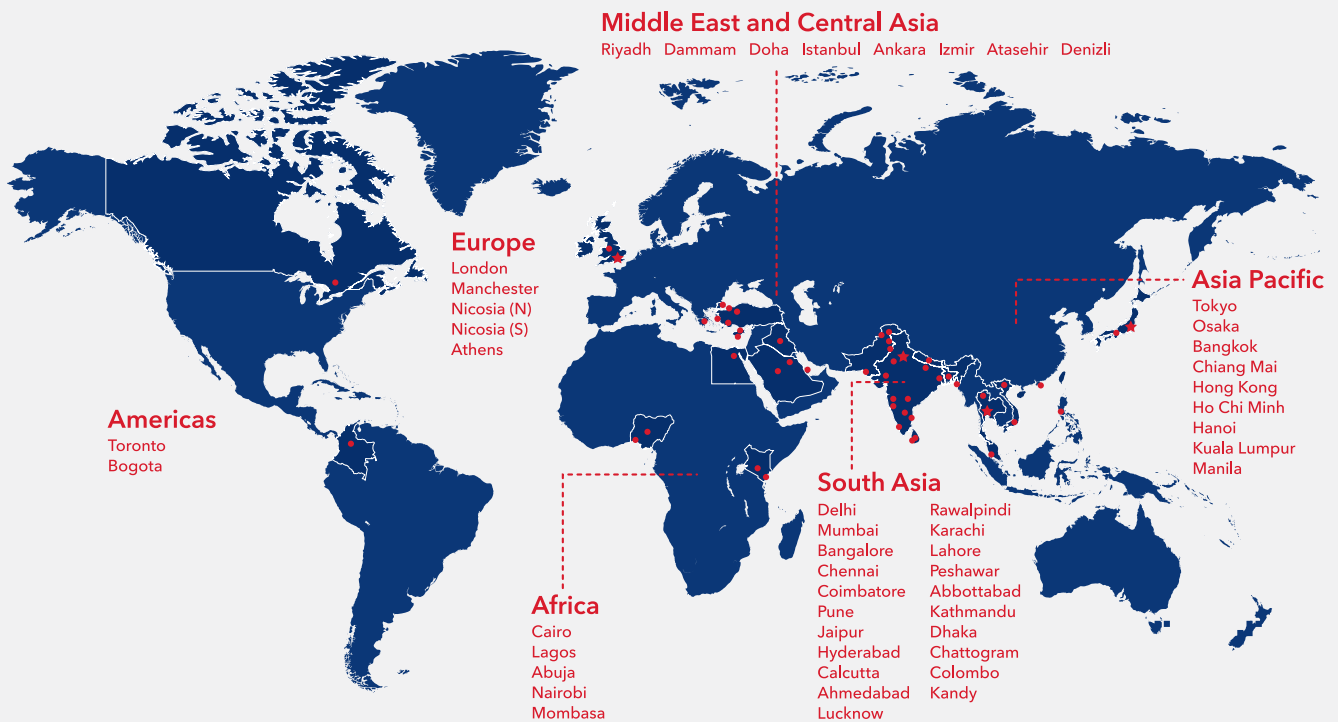 Middle East and Central Asia
Riyadh Dammam Doha Istanbul Ankara Izmir Atasehir Denizli
Europe
London
Manchester
Nicosia (N)
Nicosia (S)
Athens
Asia Pacific
Tokyo
Osaka
Bangkok
Chiang Mai
Hong Kong
Ho Chi Minh
Hanoi
Kuala Lumpur
Manila
Americas
Toronto
Bogota
South Asia
Delhi
Mumbai
Bangalore
Chennai
Coimbatore
Pune
Jaipur
Hyderabad
Calcutta
Ahmedabad
Lucknow
Rawalpindi
Karachi
Lahore
Peshawar
Abbottabad
Kathmandu
Dhaka
Chattogram
Colombo
Kandy
Africa
Cairo
Lagos
Abuja
Nairobi
Mombasa